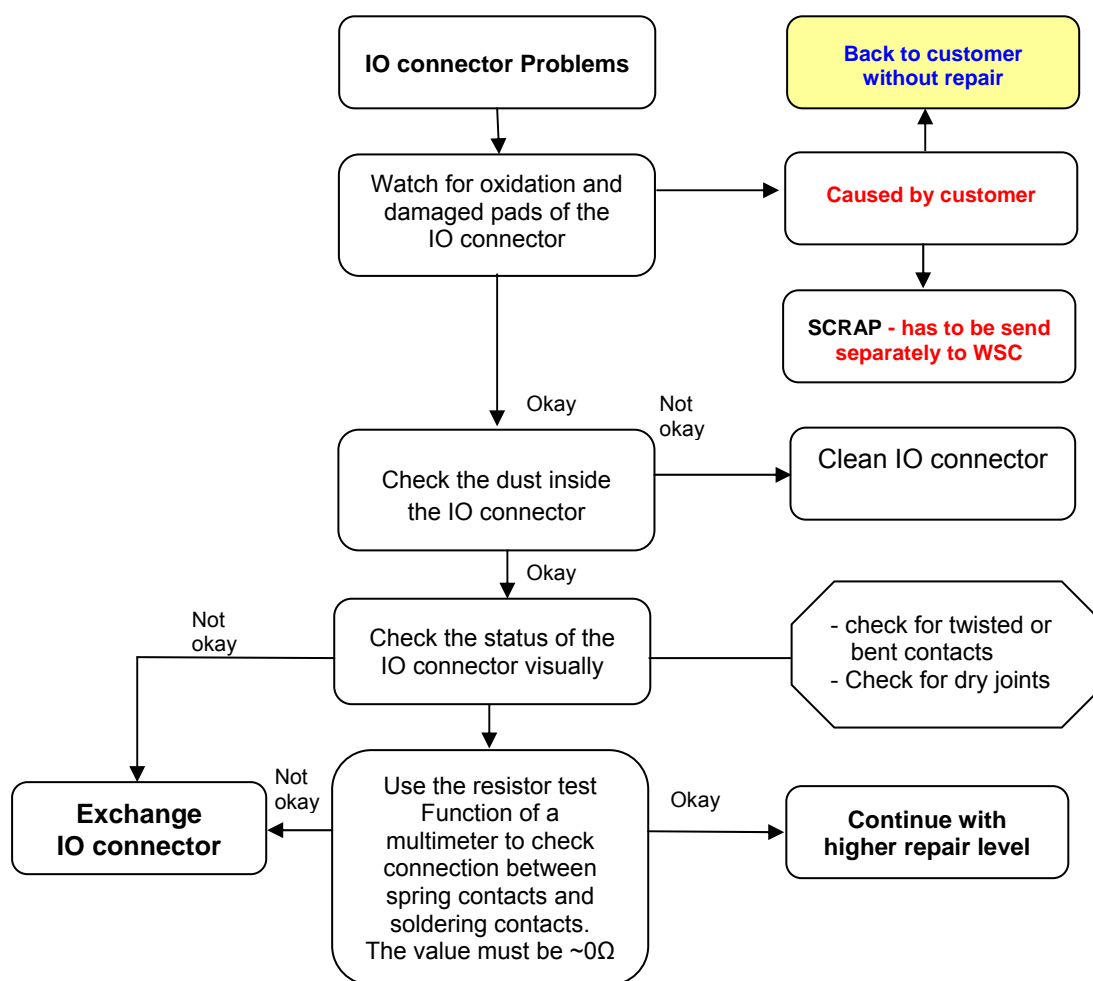 IO connector Problems
Back to customer
without repair
Watch for oxidation and
damaged pads of the
IO connector
Caused by customer
SCRAP - has to be send
separately to WSC
Okay
Not
okay
Check the dust inside
the IO connector
Clean IO connector
Okay
Not
okay
Check the status of the
IO connector visually
- check for twisted or
bent contacts
- Check for dry joints
Exchange
IO connector
Not
okay
Use the resistor test
Function of a
multimeter to check
connection between
spring contacts and
soldering contacts.
The value must be ~0Ω
Okay
Continue with
higher repair level